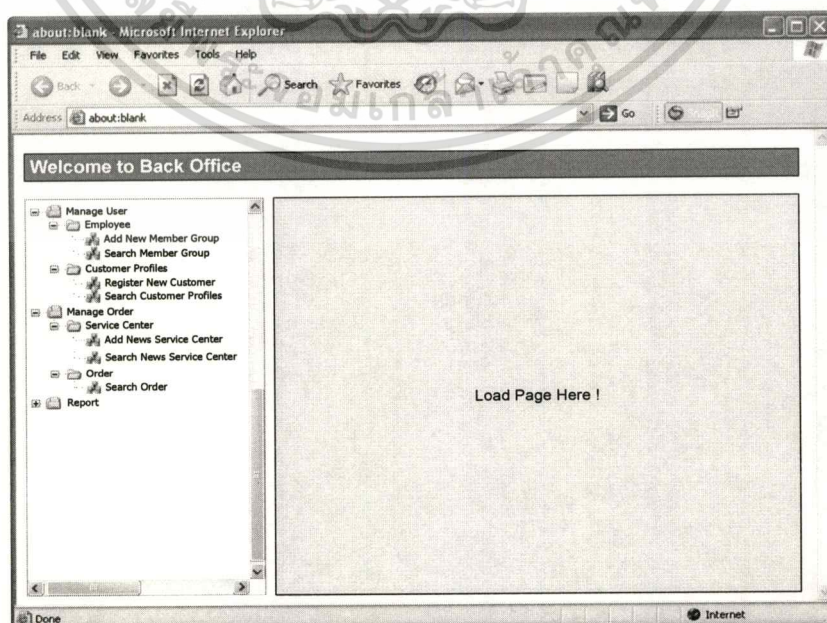 about:blank - Microsoft Internet Explorer
File Edit View Favorites Tools Help
Back Search Favorites
Address about:blank Go
Welcome to Back Office
Manage User
Employee
Add New Member Group
Search Member Group
Customer Profiles
Register New Customer
Search Customer Profiles
Manage Order
Service Center
Add News Service Center
Search News Service Center
Order
Search Order
Report
Load Page Here !
Done Internet